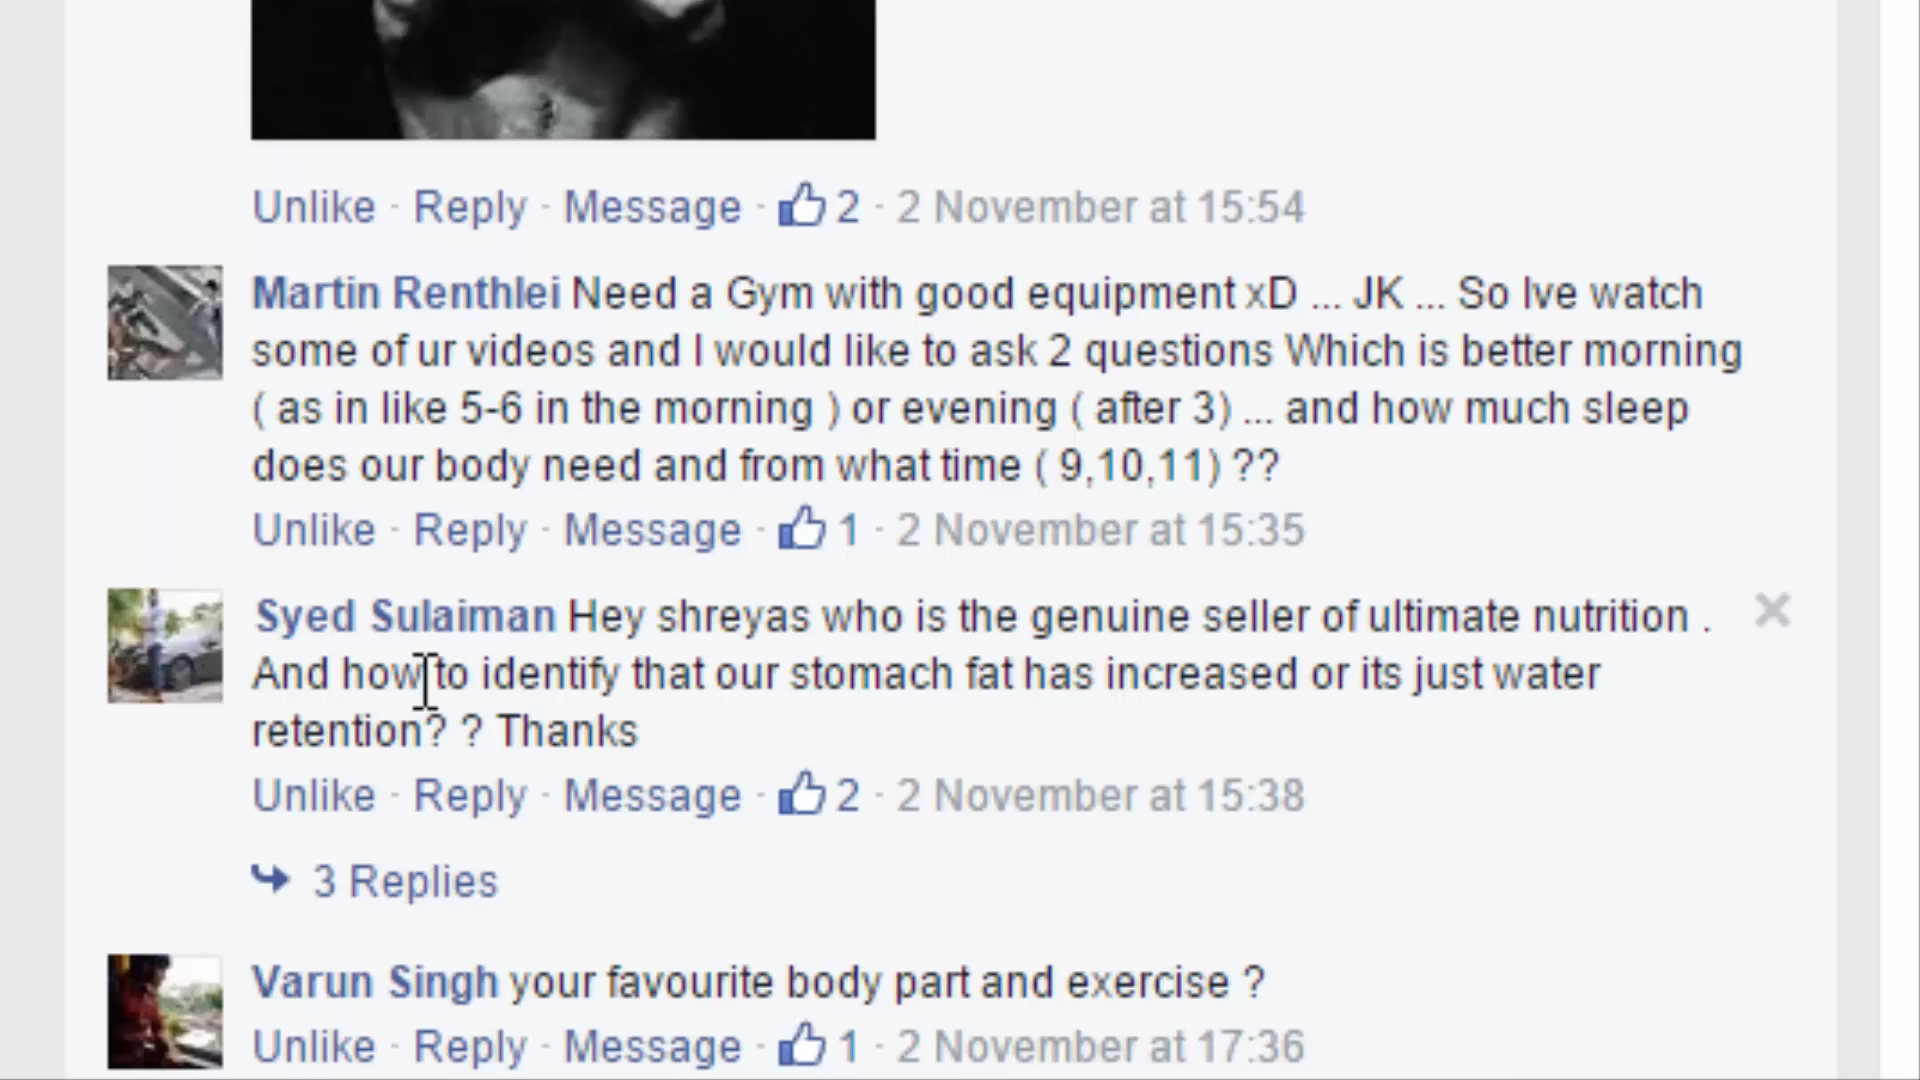 Unlike · Reply · Message · 2 · 2 November at 15:54
Martin Renthlei Need a Gym with good equipment xD ... JK ... So Ive watch
some of ur videos and I would like to ask 2 questions Which is better morning
( as in like 5-6 in the morning ) or evening ( after 3) ... and how much sleep
does our body need and from what time ( 9,10,11) ??
Unlike · Reply · Message · 1 · 2 November at 15:35
Syed Sulaiman Hey shreyas who is the genuine seller of ultimate nutrition .
And how to identify that our stomach fat has increased or its just water
retention? ? Thanks
Unlike · Reply · Message · 2 · 2 November at 15:38
3 Replies
Varun Singh your favourite body part and exercise ?
Unlike · Reply · Message · 1 · 2 November at 17:36